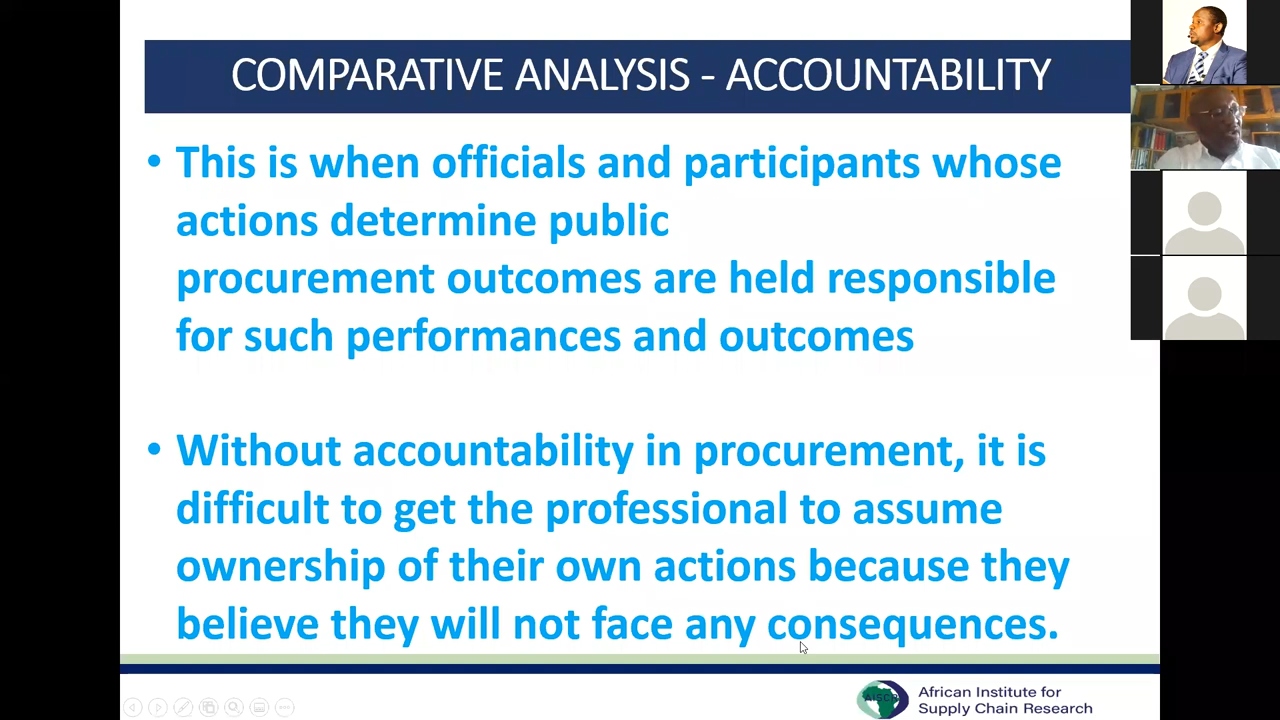 COMPARATIVE ANALYSIS - ACCOUNTABILITY
• This is when officials and participants whose
actions determine public
procurement outcomes are held responsible
for such performances and outcomes
• Without accountability in procurement, it is
difficult to get the professional to assume
ownership of their own actions because they
believe they will not face any consequences.
AISCR
African Institute for
Supply Chain Research